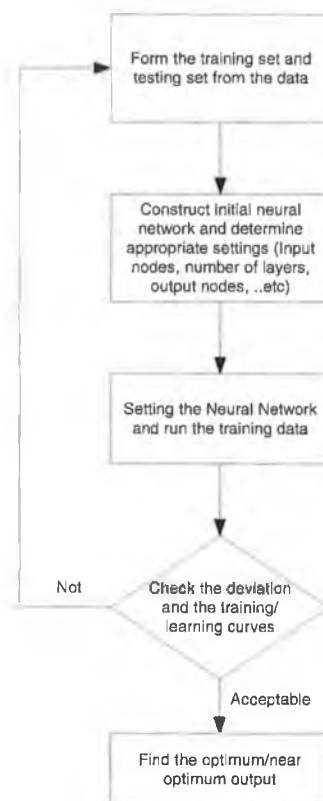 Form the training set and
testing set from the data
Construct initial neural
network and determine
appropriate settings (Input
nodes, number of layers,
output nodes, ..etc)
Setting the Neural Network
and run the training data
Not
Check the deviation
and the training/
learning curves
Acceptable
Find the optimum/near
optimum output